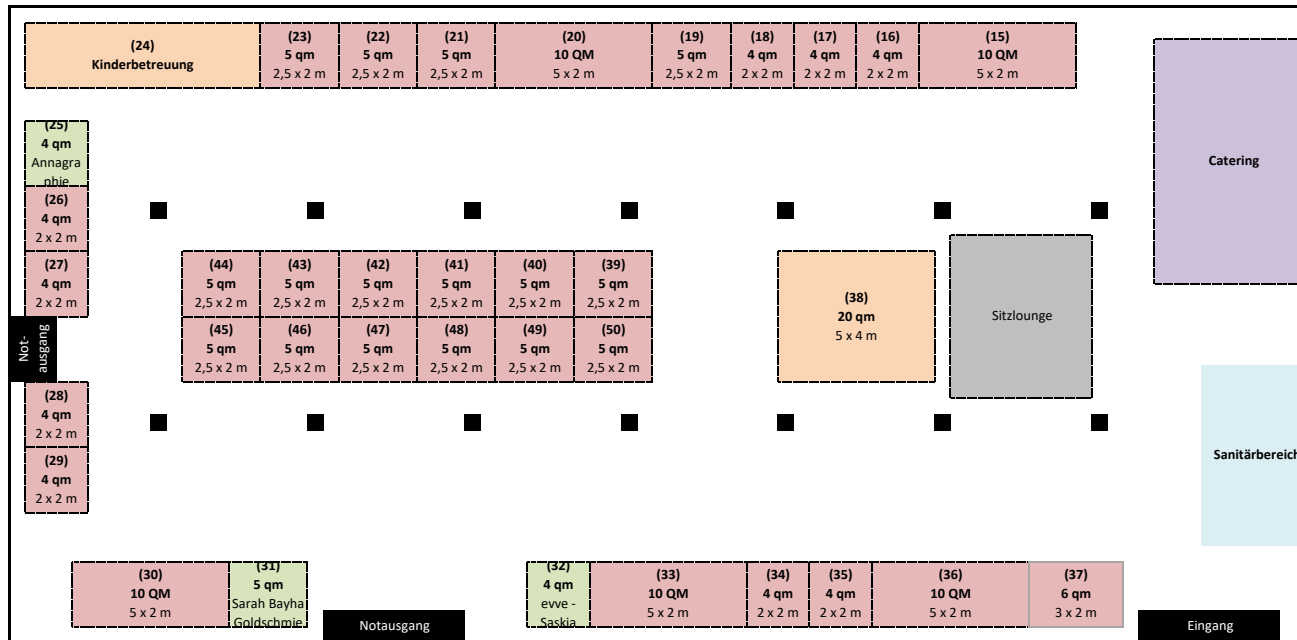 (24)
Kinderbetreuung
(23)
5 qm
2,5 x 2 m
(22)
5 qm
2,5 x 2 m
(21)
5 qm
2,5 x 2 m
(20)
10 QM
5 x 2 m
(19)
5 qm
2,5 x 2 m
(18)
4 qm
2 x 2 m
(17)
4 qm
2 x 2 m
(16)
4 qm
2 x 2 m
(15)
10 QM
5 x 2 m
Catering
(25)
4 qm
Annagra
phie
(26)
4 qm
2 x 2 m
(27)
4 qm
2 x 2 m
Not-
ausgang
(28)
4 qm
2 x 2 m
(29)
4 qm
2 x 2 m
(44)
5 qm
2,5 x 2 m
(43)
5 qm
2,5 x 2 m
(42)
5 qm
2,5 x 2 m
(41)
5 qm
2,5 x 2 m
(40)
5 qm
2,5 x 2 m
(39)
5 qm
2,5 x 2 m
(45)
5 qm
2,5 x 2 m
(46)
5 qm
2,5 x 2 m
(47)
5 qm
2,5 x 2 m
(48)
5 qm
2,5 x 2 m
(49)
5 qm
2,5 x 2 m
(50)
5 qm
2,5 x 2 m
(38)
20 qm
5 x 4 m
Sitzlounge
Sanitärbereich
(30)
10 QM
5 x 2 m
(31)
5 qm
Sarah Bayha
Goldschmie
Notausgang
(32)
4 qm
evve -
Saskia
(33)
10 QM
5 x 2 m
(34)
4 qm
2 x 2 m
(35)
4 qm
2 x 2 m
(36)
10 QM
5 x 2 m
(37)
6 qm
3 x 2 m
Eingang